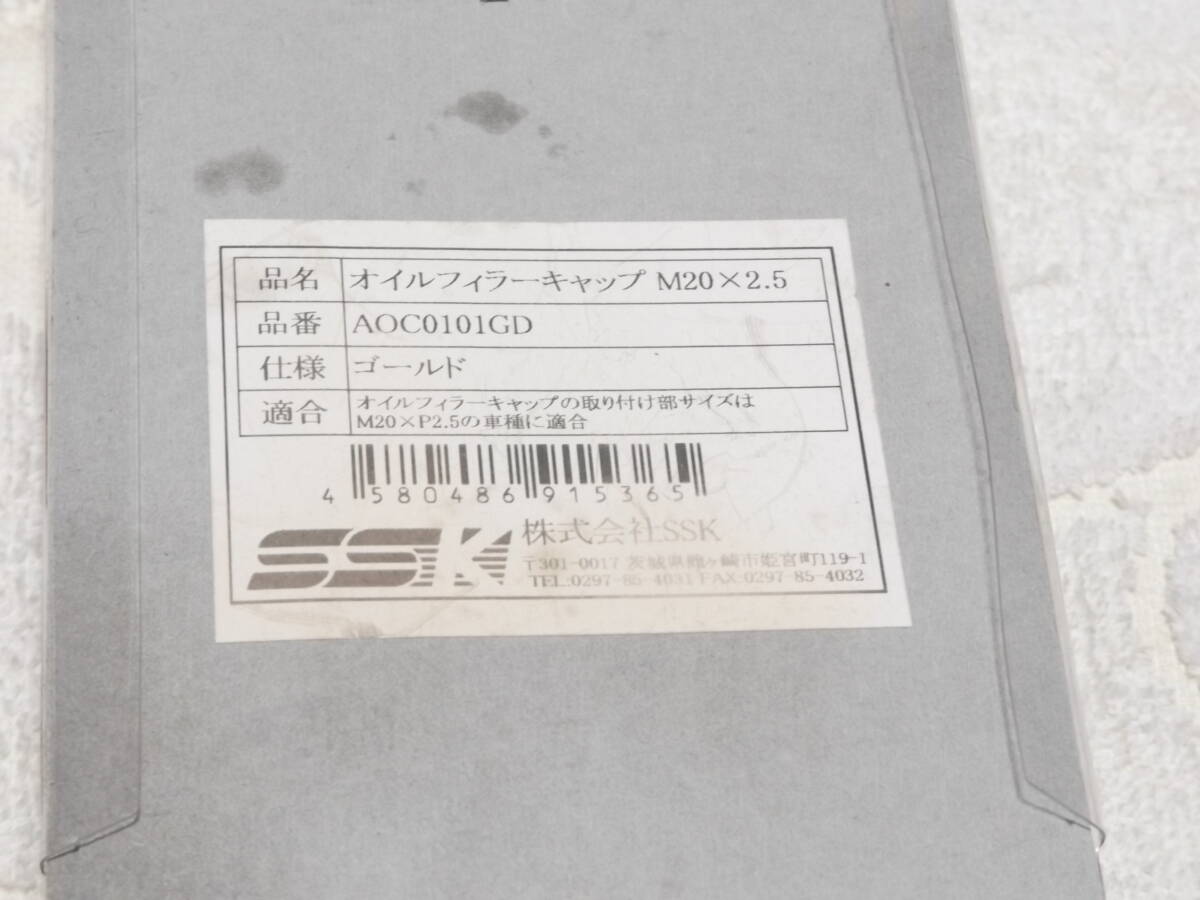 品名 オイルフィラーキャップ M20×2.5
品番 AOC0101GD
仕様 ゴールド
適合 オイルフィラーキャップの取り付け部サイズは
M20×P2.5の車種に適合
4 580486 915365
SSK 株式会社SSK
〒301-0017 茨城県龍ヶ崎市姫宮町119-1
TEL:0297-85-4031 FAX:0297-85-4032